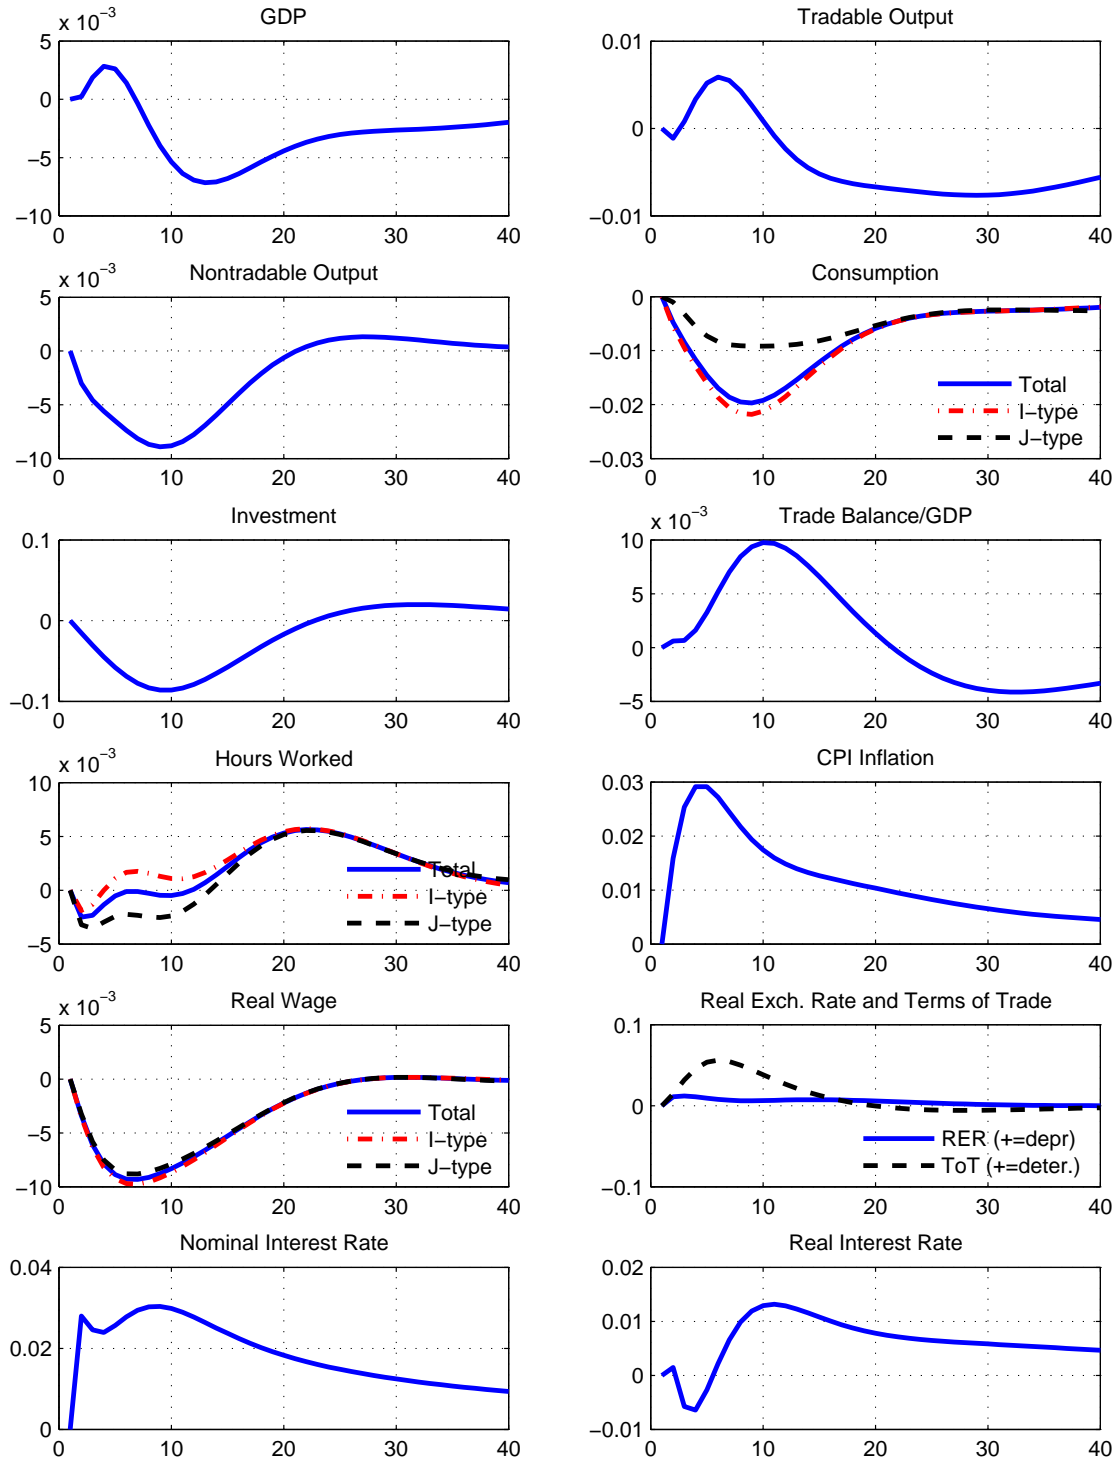 GDP
x 10−3
5
0
−5
−10
0 10 20 30 40
Tradable Output
0.01
0
−0.01
0 10 20 30 40
Nontradable Output
x 10−3
5
0
−5
−10
0 10 20 30 40
Consumption
0
−0.01
−0.02
−0.03
Total
I−type
J−type
0 10 20 30 40
Investment
0.1
0
−0.1
0 10 20 30 40
Trade Balance/GDP
x 10−3
10
5
0
−5
0 10 20 30 40
Hours Worked
x 10−3
10
5
0
−5
Total
I−type
J−type
0 10 20 30 40
CPI Inflation
0.03
0.02
0.01
0
0 10 20 30 40
Real Wage
x 10−3
5
0
−5
−10
Total
I−type
J−type
0 10 20 30 40
Real Exch. Rate and Terms of Trade
0.1
0
−0.1
RER (+=depr)
ToT (+=deter.)
0 10 20 30 40
Nominal Interest Rate
0.04
0.02
0
0 10 20 30 40
Real Interest Rate
0.02
0.01
0
−0.01
0 10 20 30 40